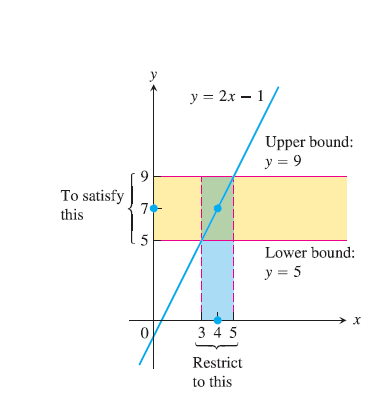 y
y = 2x − 1
Upper bound:
y = 9
9
To satisfy
this
7
5
Lower bound:
y = 5
x
0
3 4 5
Restrict
to this